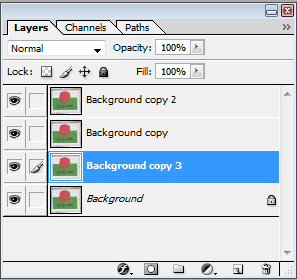 Layers Channels Paths
Normal Opacity: 100%
Lock: Fill: 100%
Background copy 2
Background copy
Background copy 3
Background